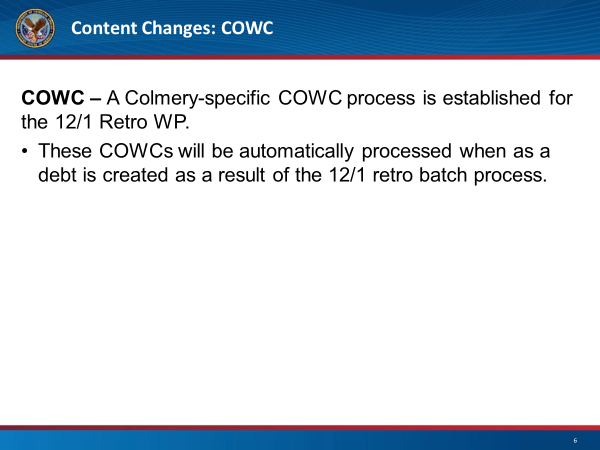 Content Changes: COWC
COWC – A Colmery-specific COWC process is established for
the 12/1 Retro WP.
• These COWCs will be automatically processed when as a
debt is created as a result of the 12/1 retro batch process.
6